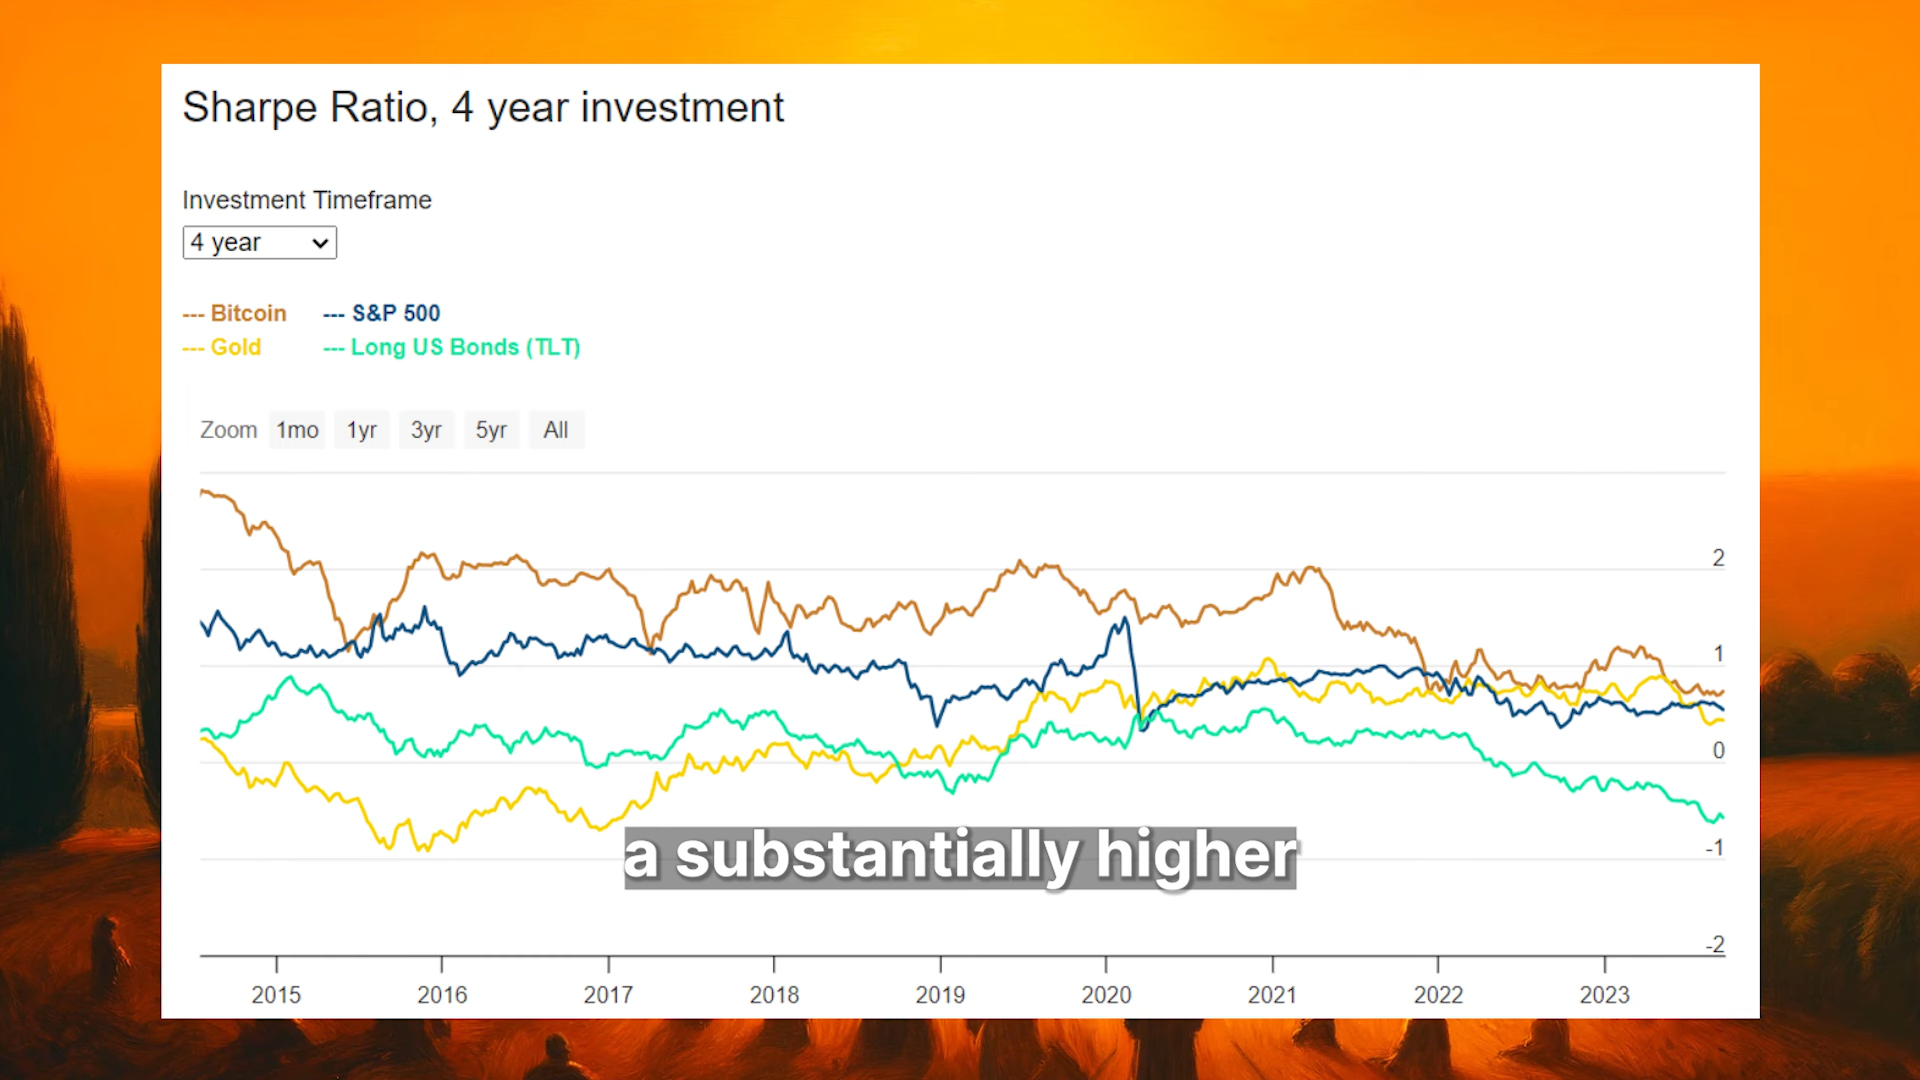 Sharpe Ratio, 4 year investment
Investment Timeframe
4 year
--- Bitcoin --- S&P 500
--- Gold --- Long US Bonds (TLT)
Zoom 1mo 1yr 3yr 5yr All
2
1
0
-1
-2
a substantially higher
2015 2016 2017 2018 2019 2020 2021 2022 2023